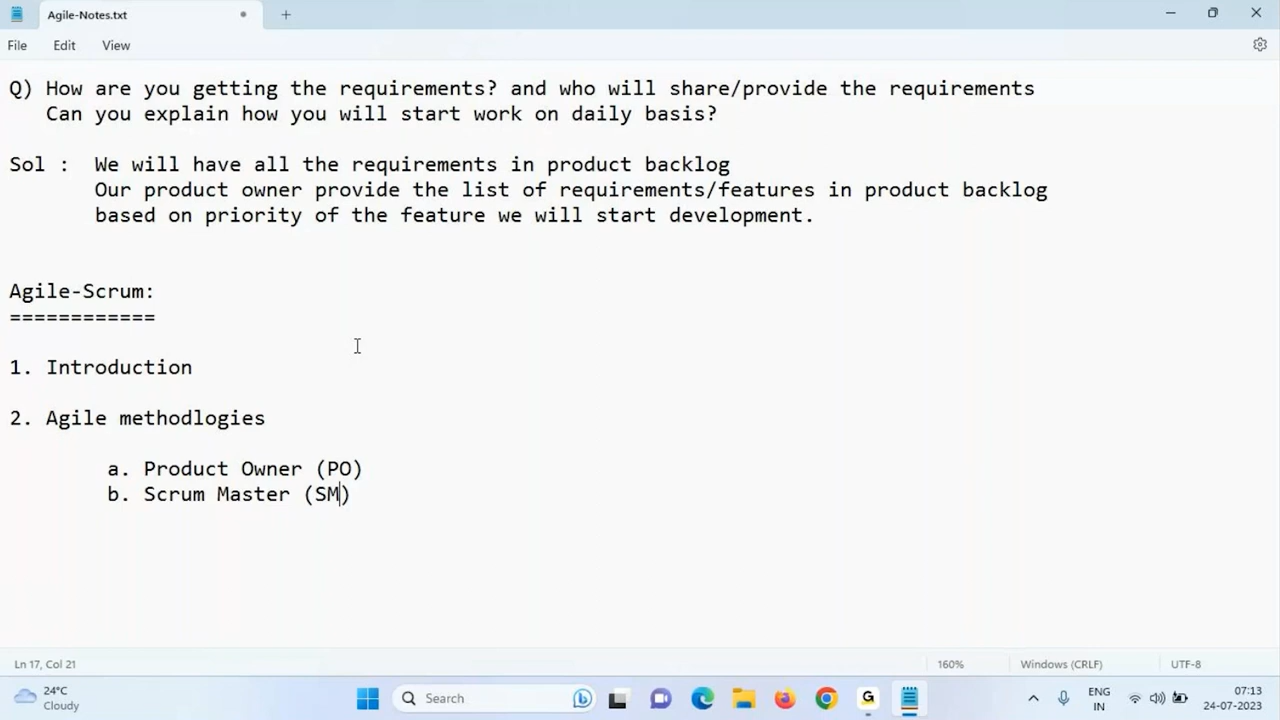 Agile-Notes.txt
File Edit View
Q) How are you getting the requirements? and who will share/provide the requirements
Can you explain how you will start work on daily basis?
Sol : We will have all the requirements in product backlog
Our product owner provide the list of requirements/features in product backlog
based on priority of the feature we will start development.
Agile-Scrum:
============
1. Introduction
2. Agile methodlogies
a. Product Owner (PO)
b. Scrum Master (SM)
Ln 17, Col 21 160% Windows (CRLF) UTF-8
24°C
Cloudy
Search
G
ENG
IN
07:13
24-07-2023